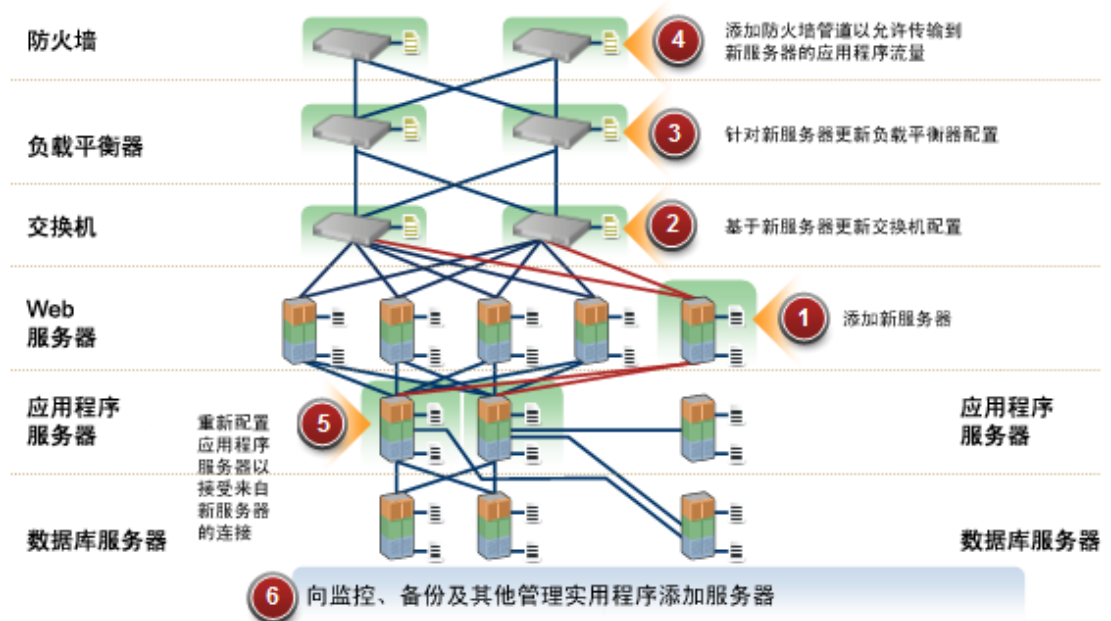 防火墙
4
添加防火墙管道以允许传输到
新服务器的应用程序流量
负载平衡器
3
针对新服务器更新负载平衡器配置
交换机
2
基于新服务器更新交换机配置
Web
服务器
1
添加新服务器
应用程序
服务器
5
重新配置
应用程序
服务器以
接受来自
新服务器
的连接
应用程序
服务器
数据库服务器
数据库服务器
6
向监控、备份及其他管理实用程序添加服务器